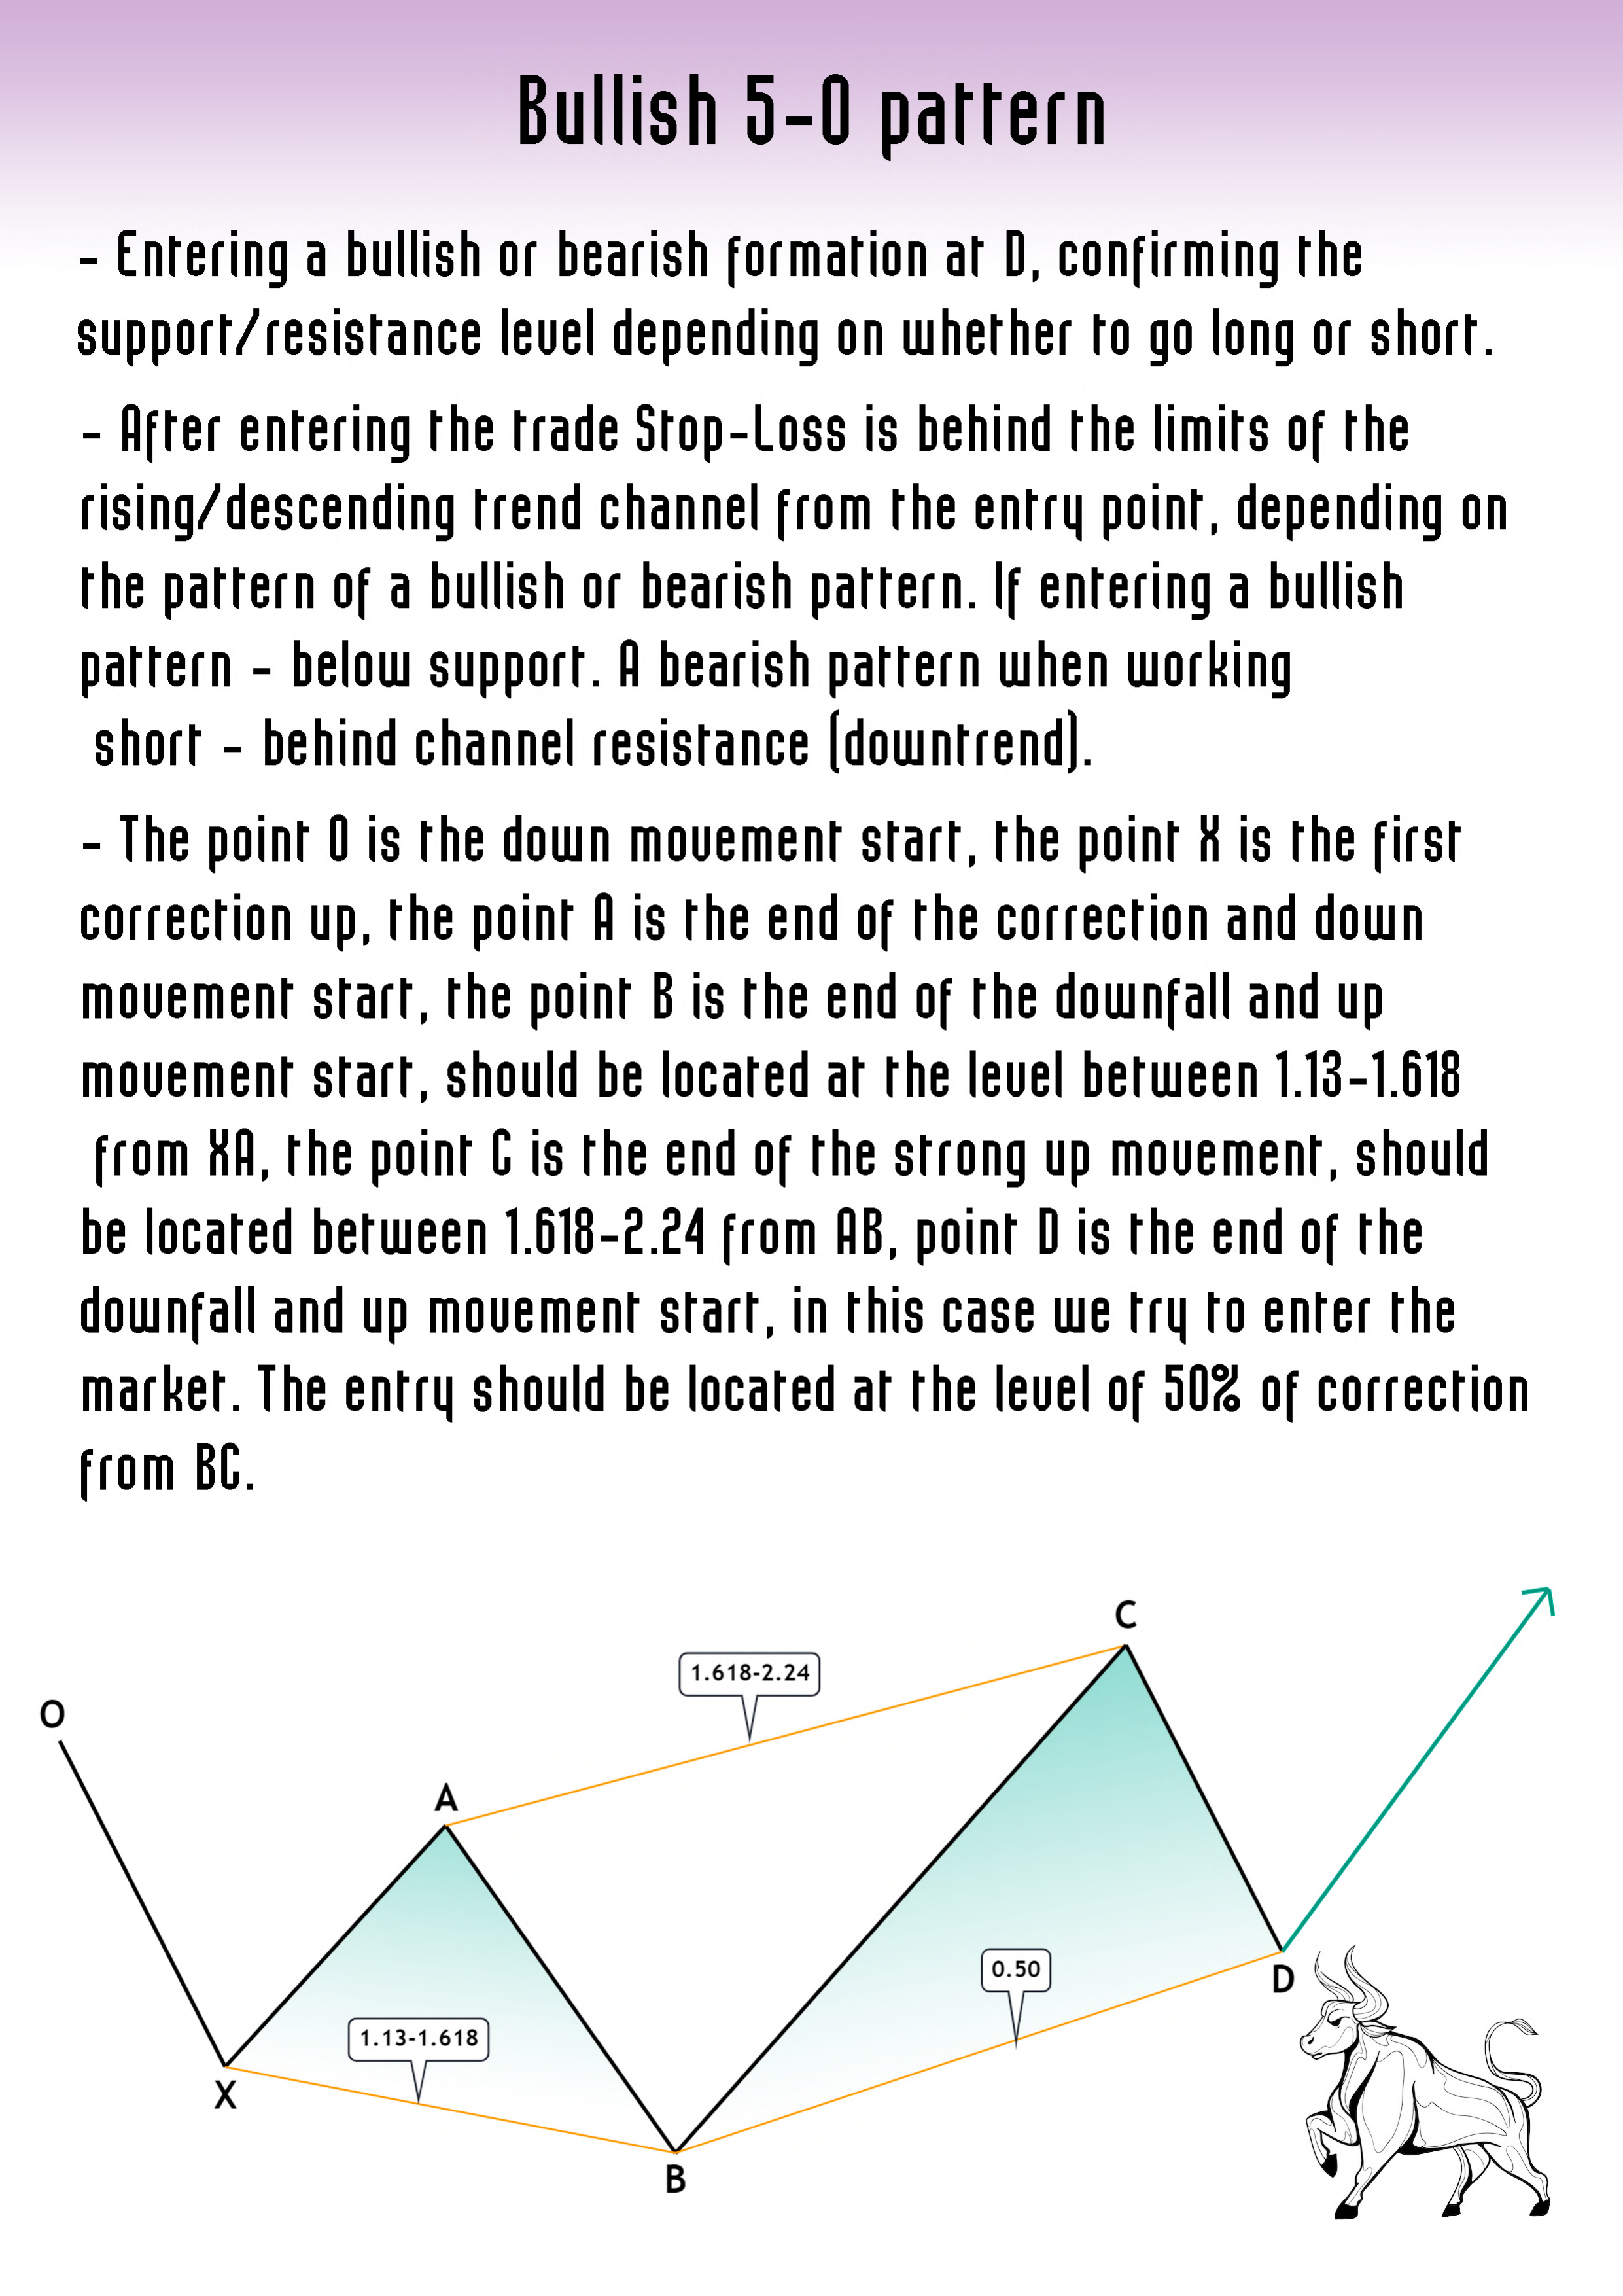 Bullish 5-0 pattern
- Entering a bullish or bearish formation at D, confirming the
support/resistance level depending on whether to go long or short.
- After entering the trade Stop-Loss is behind the limits of the
rising/descending trend channel from the entry point, depending on
the pattern of a bullish or bearish pattern. If entering a bullish
pattern - below support. A bearish pattern when working
short - behind channel resistance (downtrend).
- The point 0 is the down movement start, the point X is the first
correction up, the point A is the end of the correction and down
movement start, the point B is the end of the downfall and up
movement start, should be located at the level between 1.13-1.618
from XA, the point C is the end of the strong up movement, should
be located between 1.618-2.24 from AB, point D is the end of the
downfall and up movement start, in this case we try to enter the
market. The entry should be located at the level of 50% of correction
from BC.
C
1.618-2.24
O
A
0.50
D
1.13-1.618
X
B